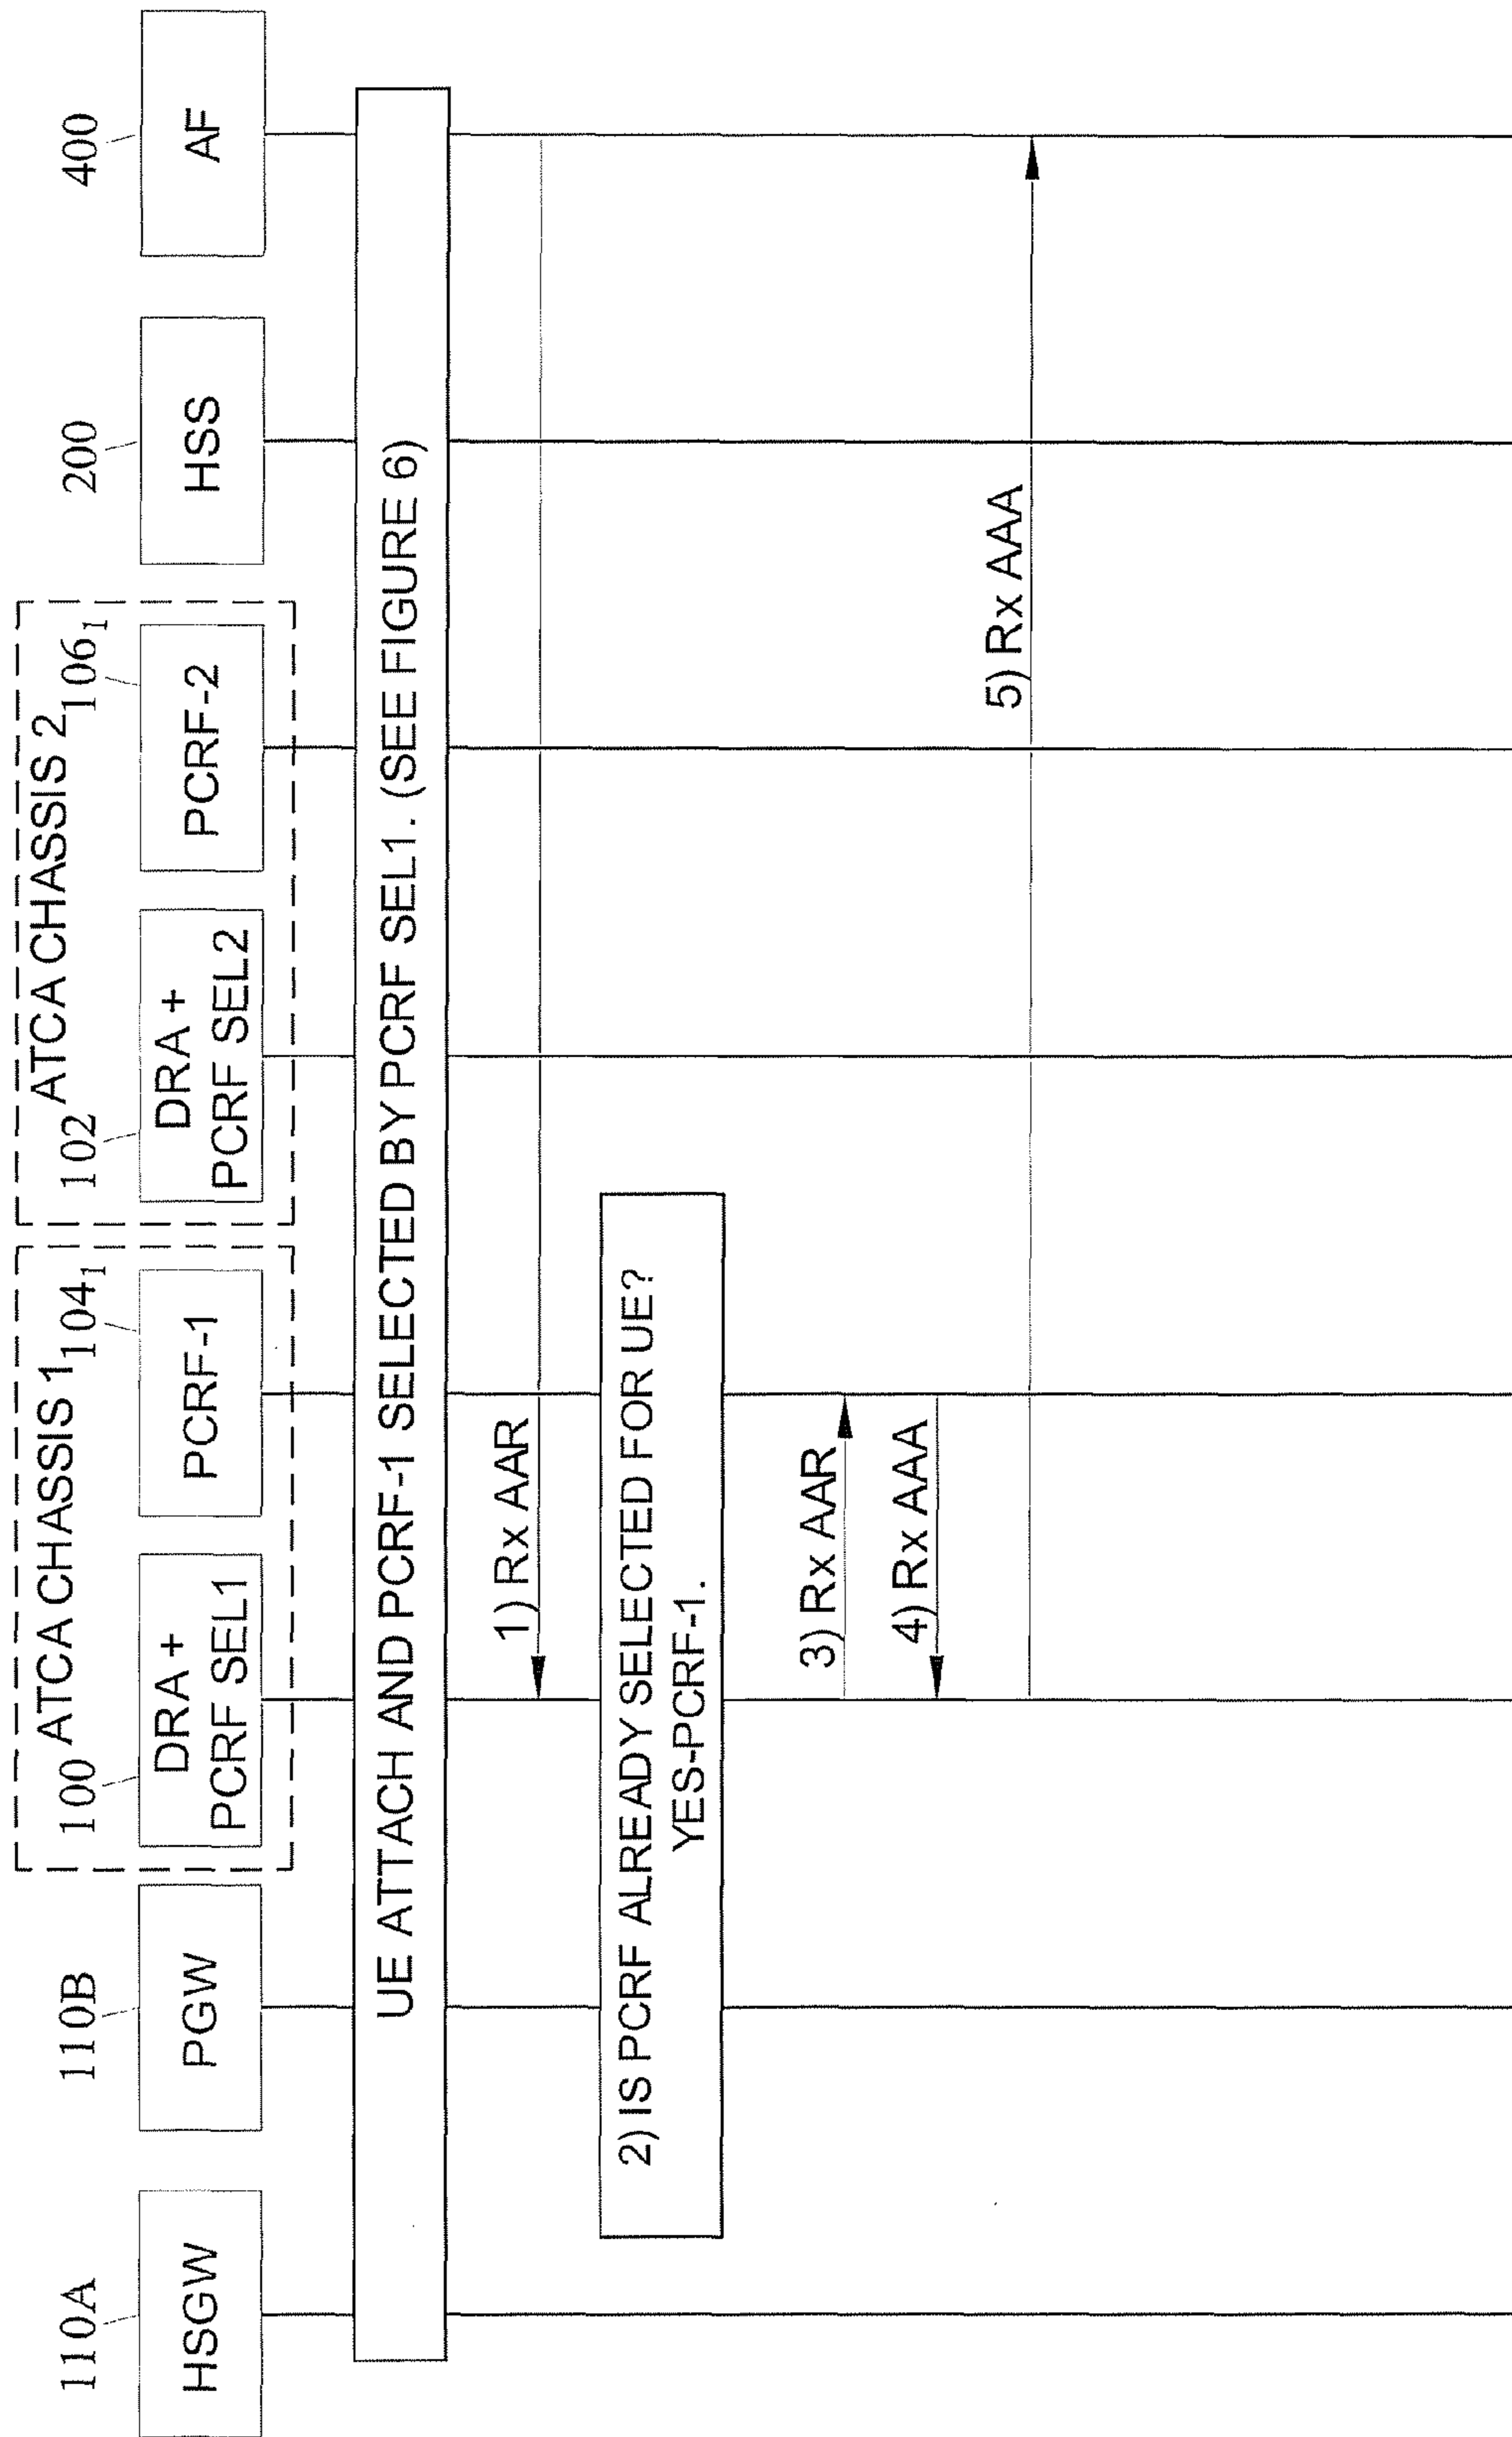 110A
110B
100
ATCA CHASSIS 1
104₁
102
ATCA CHASSIS 2
106₁
200
400
HSGW
PGW
DRA +
PCRF SEL1
PCRF-1
DRA +
PCRF SEL2
PCRF-2
HSS
AF
UE ATTACH AND PCRF-1 SELECTED BY PCRF SEL1. (SEE FIGURE 6)
1) Rx AAR
2) IS PCRF ALREADY SELECTED FOR UE?
YES-PCRF-1.
3) Rx AAR
4) Rx AAA
5) Rx AAA